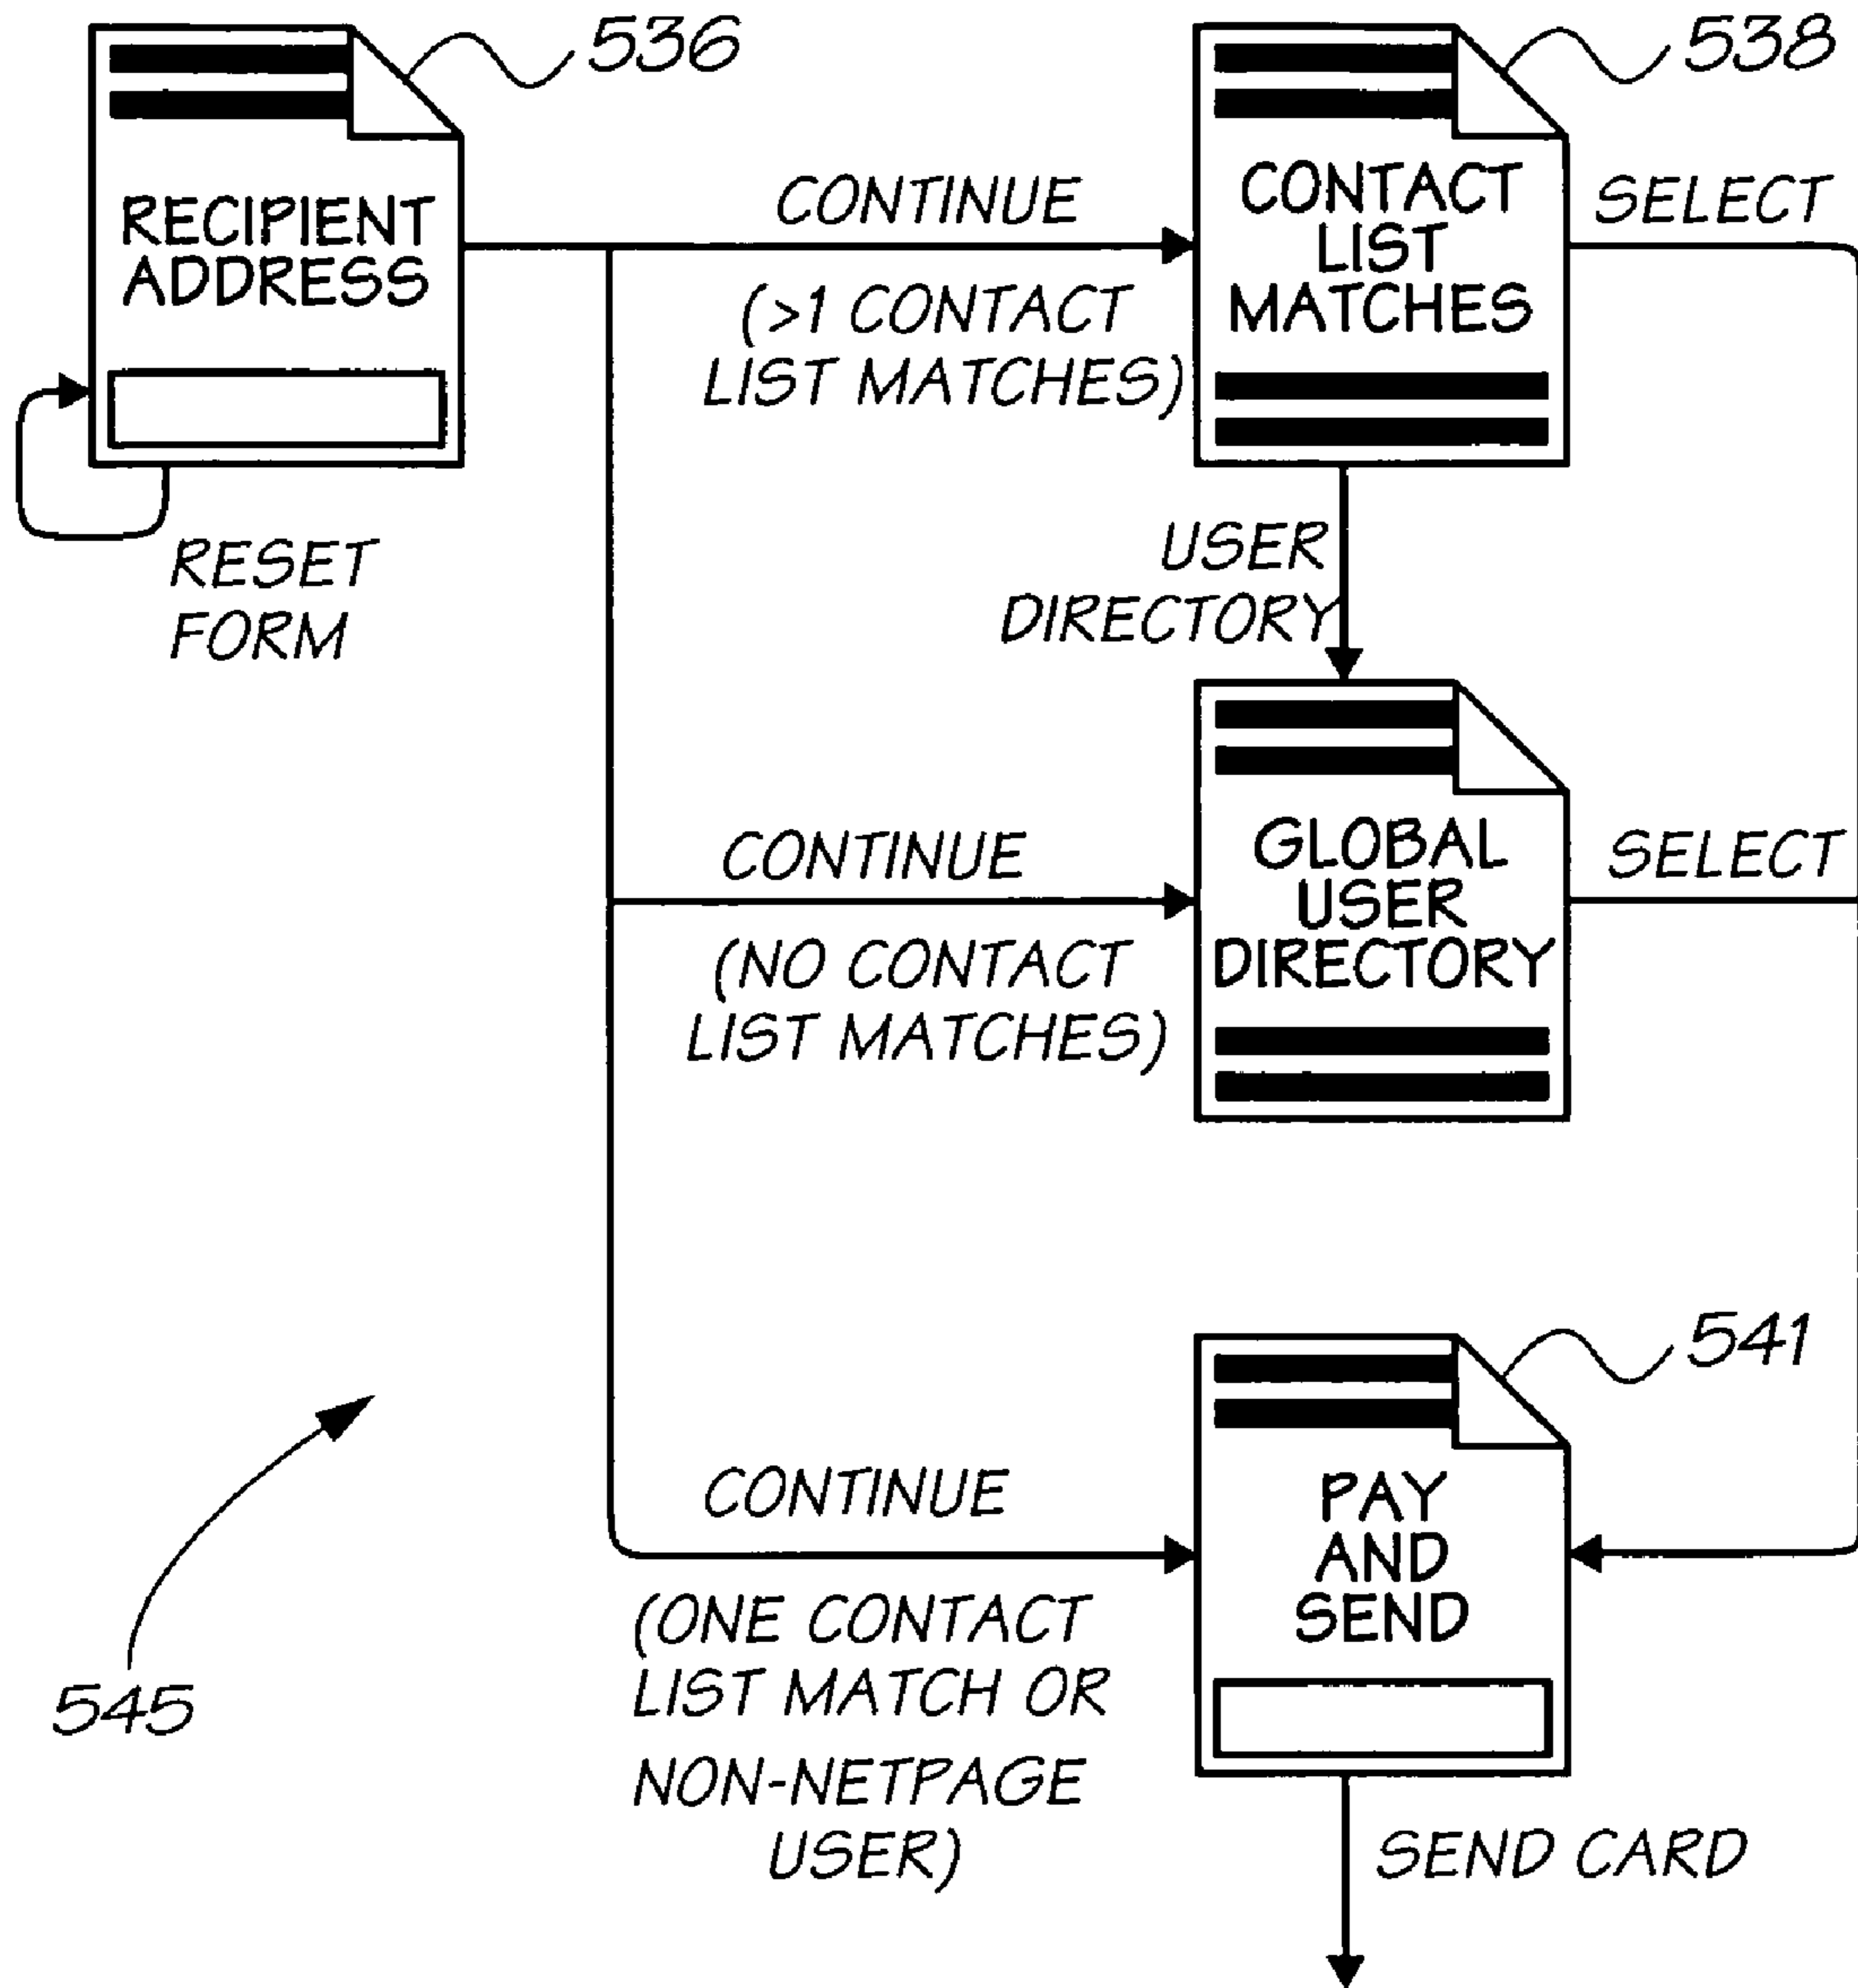 536
538
RECIPIENT
ADDRESS
CONTINUE
(>1 CONTACT
LIST MATCHES)
CONTACT
LIST
MATCHES
SELECT
RESET
FORM
USER
DIRECTORY
CONTINUE
(NO CONTACT
LIST MATCHES)
GLOBAL
USER
DIRECTORY
SELECT
541
CONTINUE
(ONE CONTACT
LIST MATCH OR
NON-NETPAGE
USER)
PAY
AND
SEND
545
SEND CARD